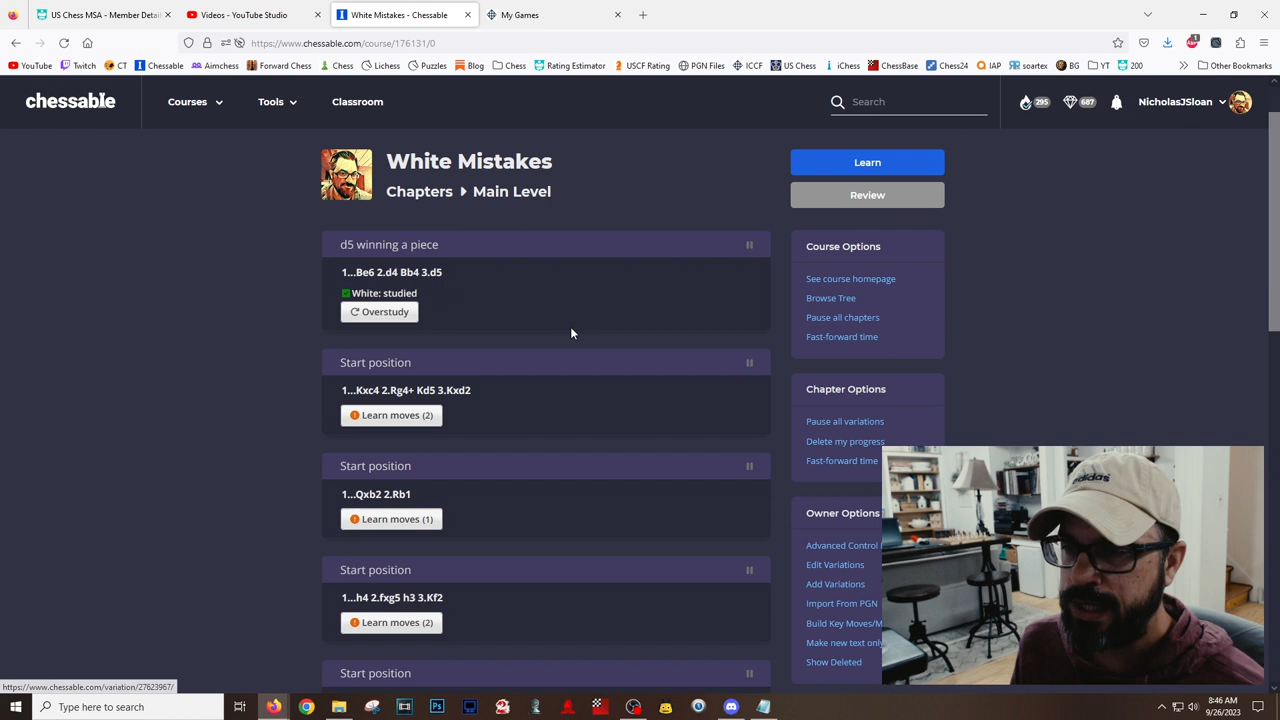 US Chess MSA - Member Detai
Videos - YouTube Studio
White Mistakes - Chessable
My Games
https://www.chessable.com/course/176131/0
YouTube
Twitch
CT
Chessable
Aimchess
Forward Chess
Chess
Lichess
Puzzles
Blog
Chess
Rating Estimator
USCF Rating
PGN Files
ICCF
US Chess
iChess
ChessBase
Chess24
IAP
soartex
BG
YT
200
Other Bookmarks
chessable
Courses
Tools
Classroom
Search
295
687
NicholasJSloan
White Mistakes
Chapters
Main Level
Learn
Review
d5 winning a piece
1...Be6 2.d4 Bb4 3.d5
White: studied
Overstudy
Start position
1...Kxc4 2.Rg4+ Kd5 3.Kxd2
Learn moves (2)
Start position
1...Qxb2 2.Rb1
Learn moves (1)
Start position
1...h4 2.fxg5 h3 3.Kf2
Learn moves (2)
Start position
Course Options
See course homepage
Browse Tree
Pause all chapters
Fast-forward time
Chapter Options
Pause all variations
Delete my progress
Fast-forward time
Owner Options
Advanced Control
Edit Variations
Add Variations
Import From PGN
Build Key Moves/M
Make new text only
Show Deleted
adidas
https://www.chessable.com/variation/27623967/
Type here to search
8:46 AM
9/26/2023